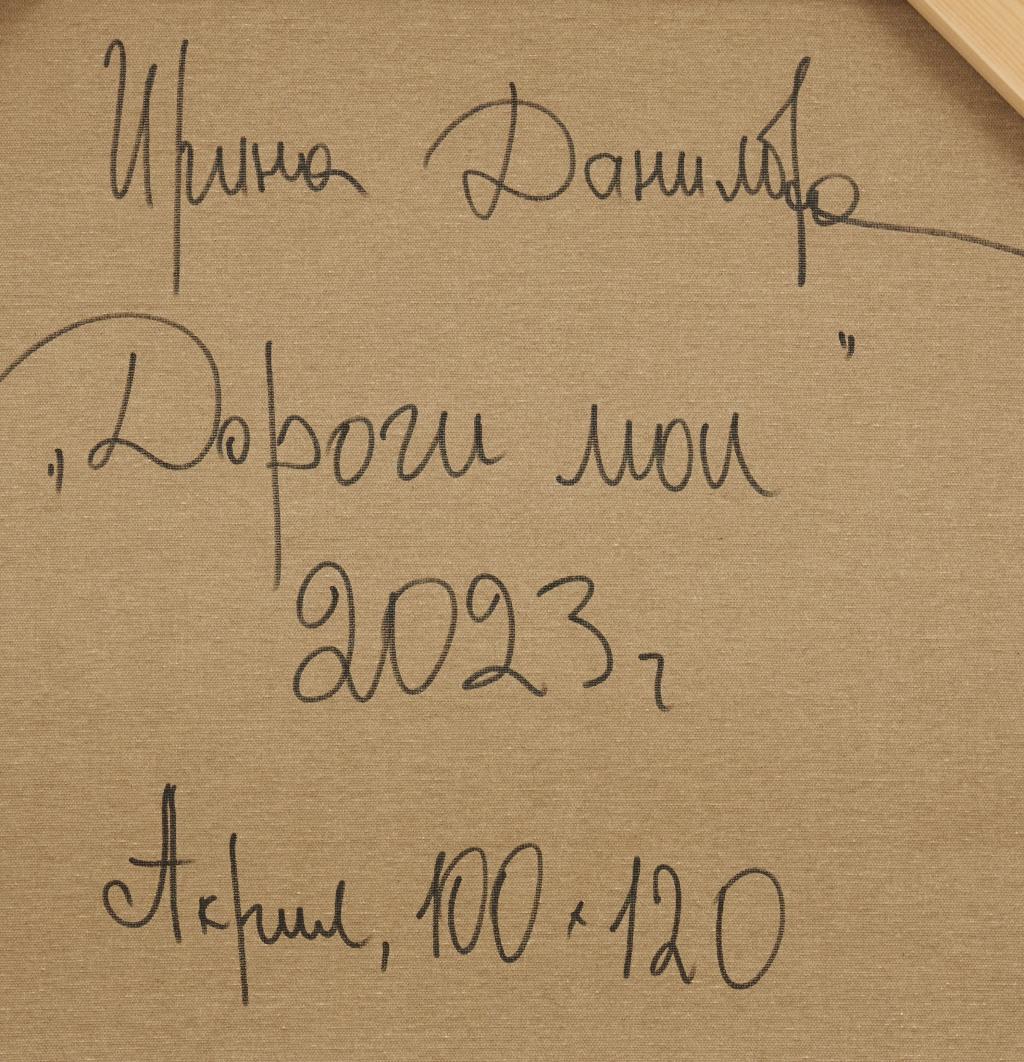 Ирина Данилова
„Дороги мои”
2023г
Акрил, 100×120